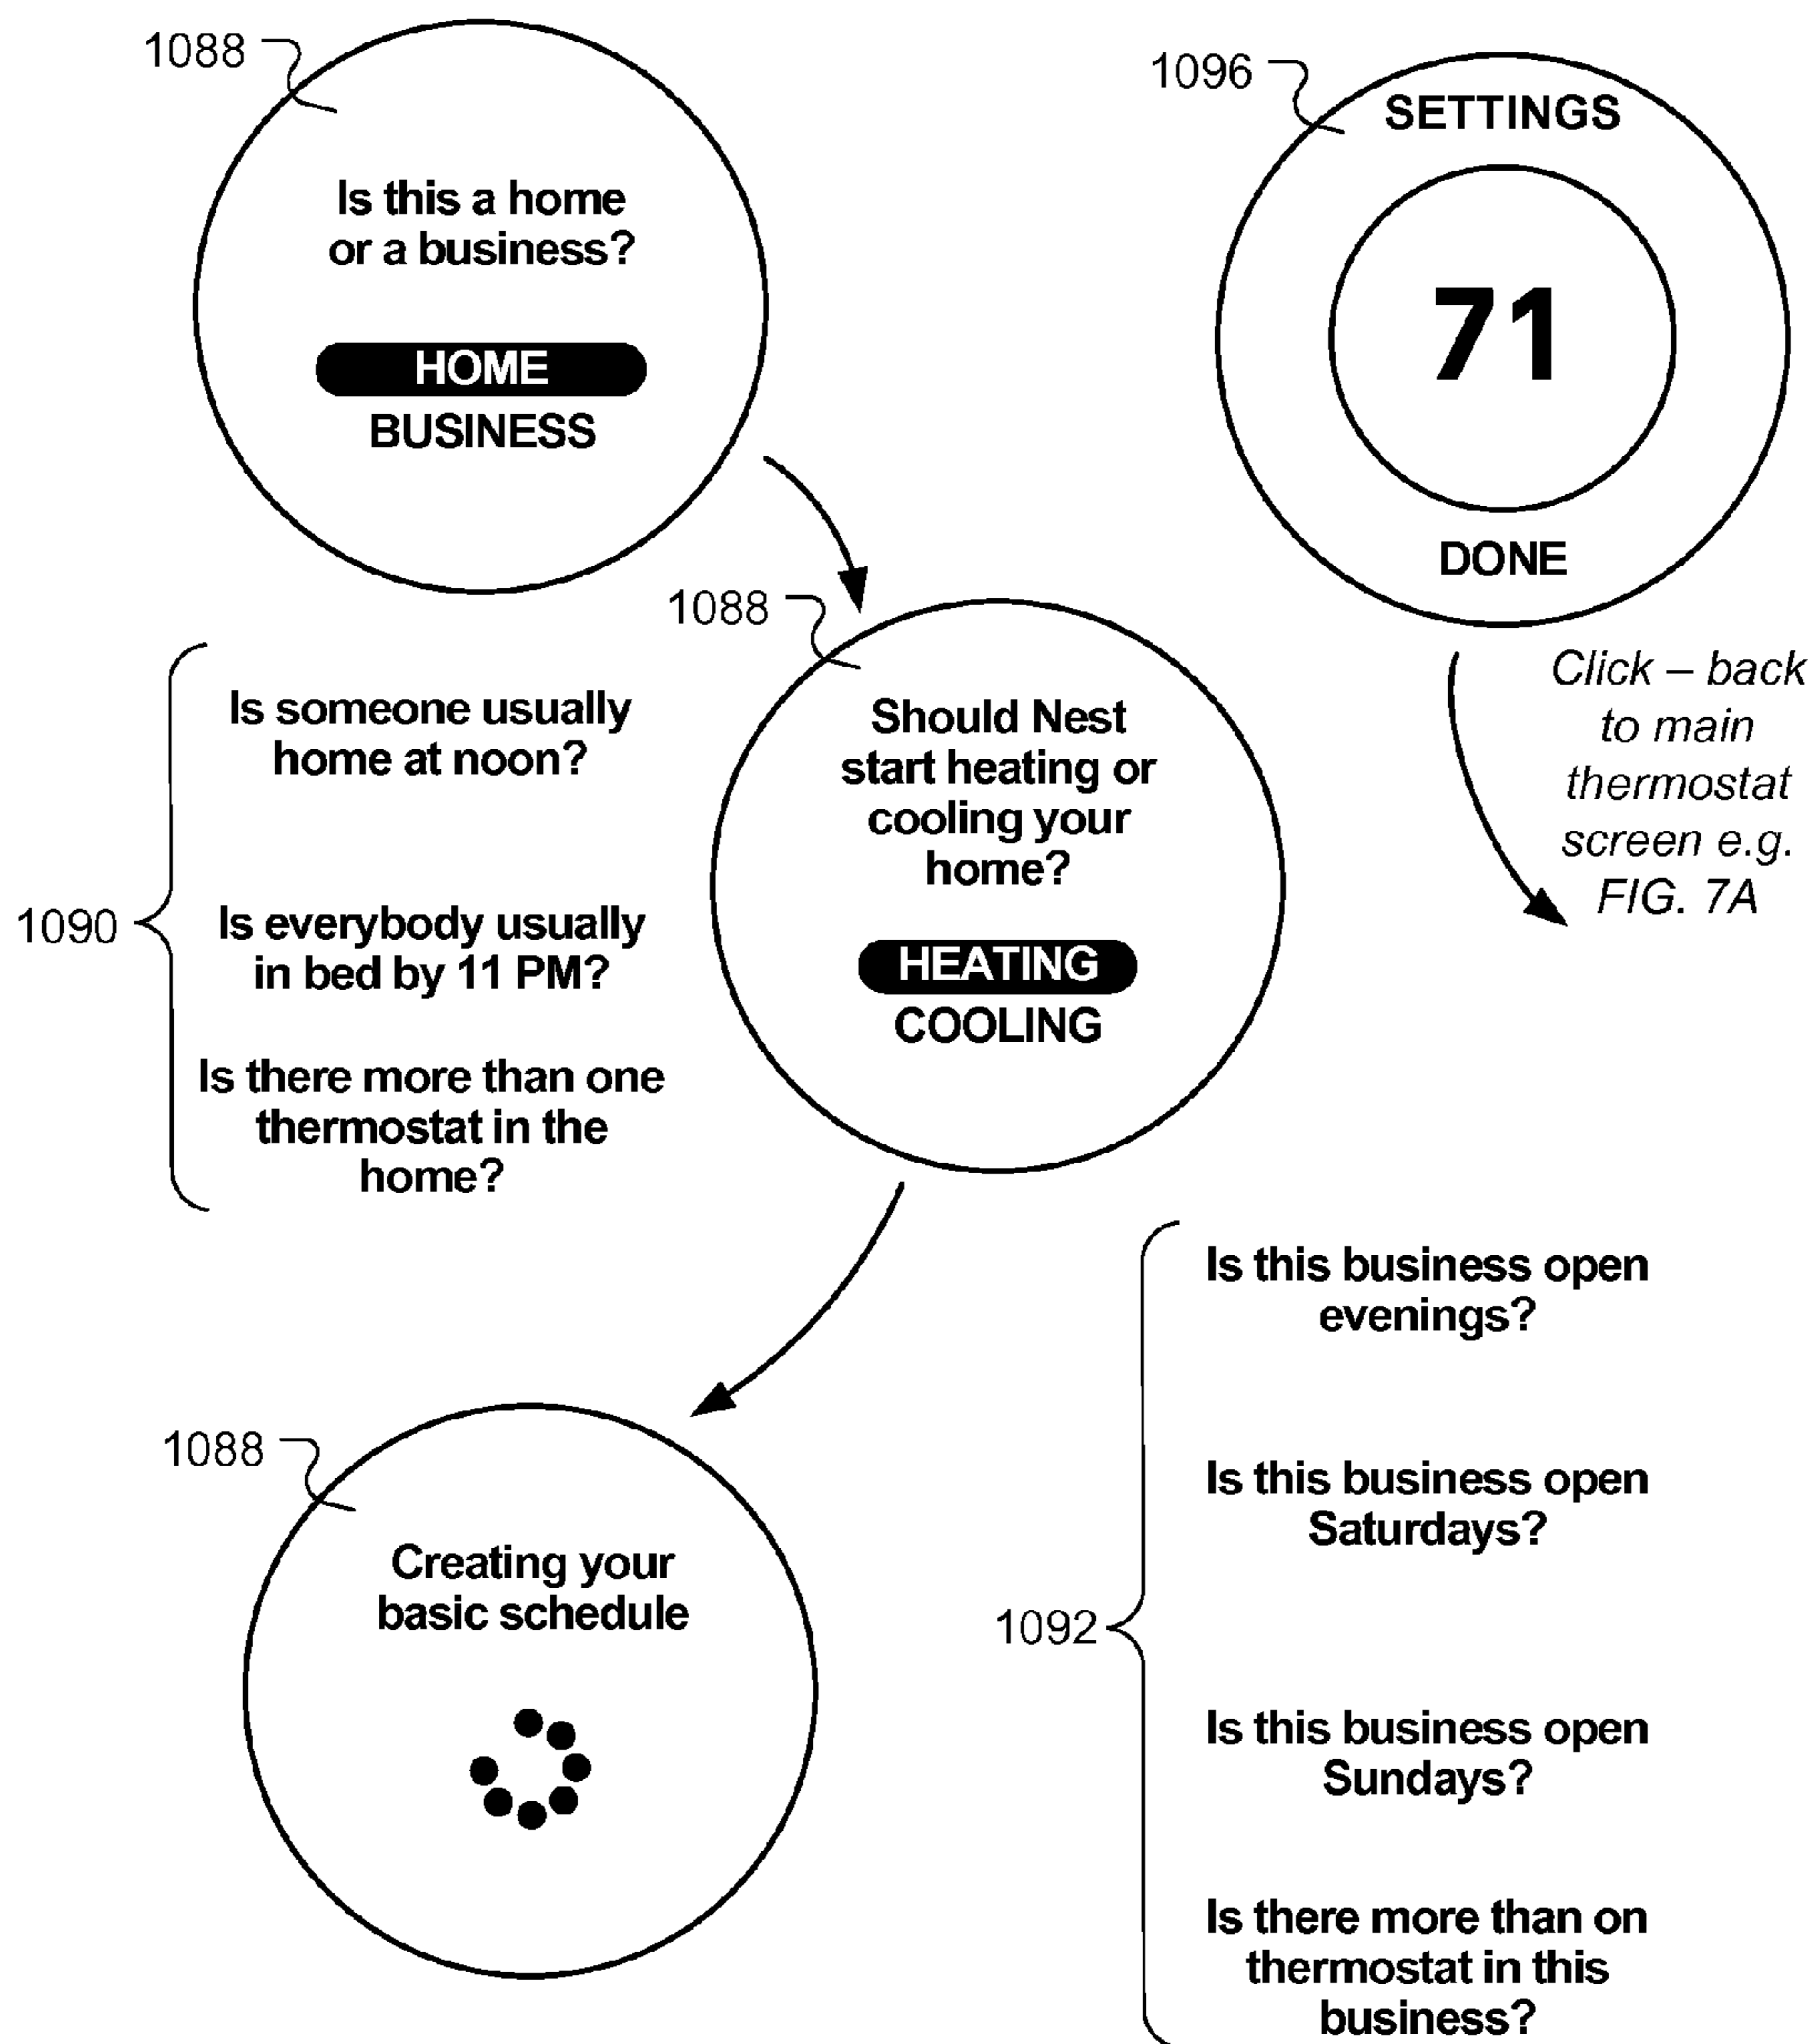 1088
Is this a home
or a business?
HOME
BUSINESS
1096
SETTINGS
71
DONE
Click – back
to main
thermostat
screen e.g.
FIG. 7A
1088
Should Nest
start heating or
cooling your
home?
HEATING
COOLING
1090
Is someone usually
home at noon?
Is everybody usually
in bed by 11 PM?
Is there more than one
thermostat in the
home?
1088
Creating your
basic schedule
1092
Is this business open
evenings?
Is this business open
Saturdays?
Is this business open
Sundays?
Is there more than on
thermostat in this
business?